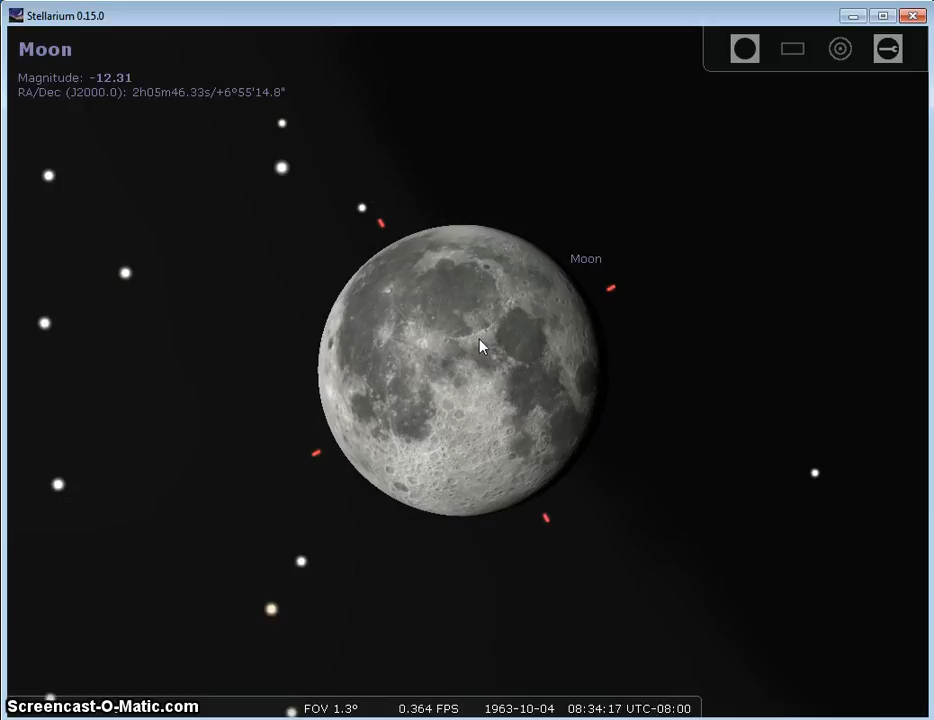 Stellarium 0.15.0
Moon
Magnitude: -12.31
RA/Dec (J2000.0): 2h05m46.33s/+6°55'14.8"
Moon
FOV 1.3° 0.364 FPS 1963-10-04 08:34:17 UTC-08:00
Screencast-O-Matic.com